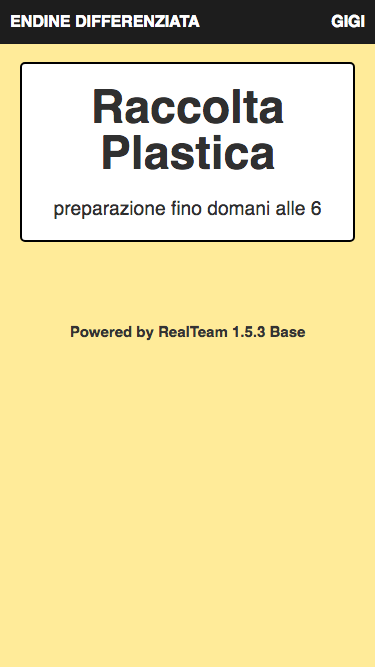 ENDINE DIFFERENZIATA GIGI
Raccolta
Plastica
preparazione fino domani alle 6
Powered by RealTeam 1.5.3 Base